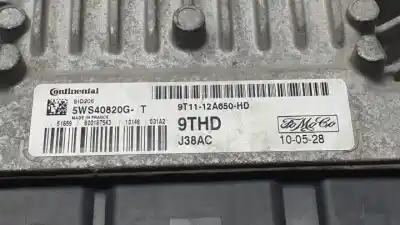 Continental
SID206
5WS40820G- T
MADE IN FRANCE
9T11-12A650-HD
9THD
J38AC
FoMoCo
10-05-28